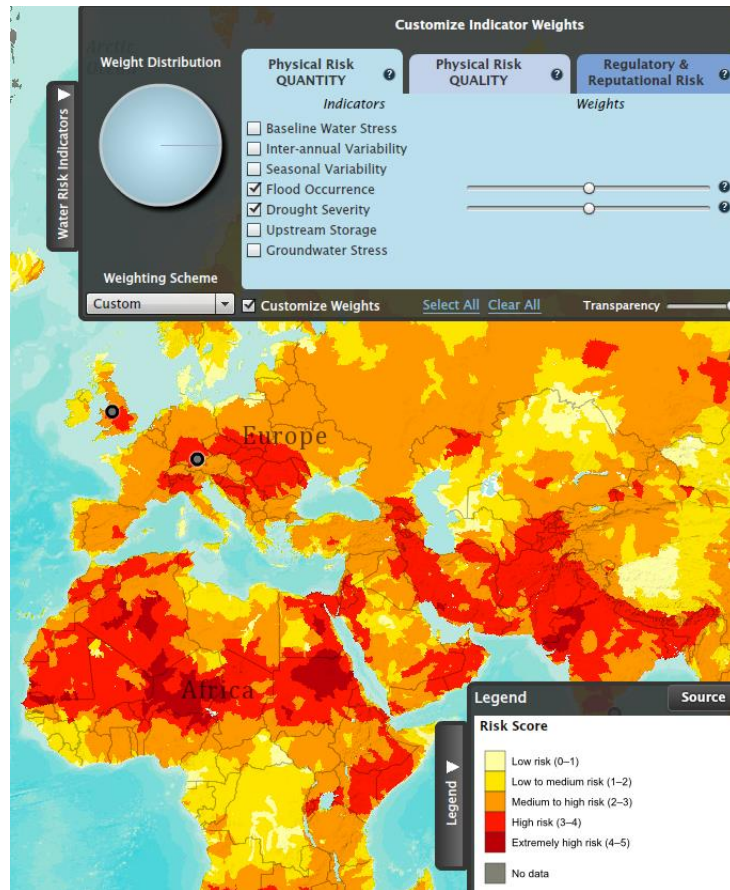 Customize Indicator Weights
Arctic
Ocean
Weight Distribution
Physical Risk
QUANTITY
?
Physical Risk
QUALITY
?
Regulatory &
Reputational Risk
?
Indicators
Weights
Water Risk Indicators
Baseline Water Stress
Inter-annual Variability
Seasonal Variability
Flood Occurrence
?
Drought Severity
?
Upstream Storage
Groundwater Stress
Weighting Scheme
Custom
Customize Weights
Select All
Clear All
Transparency
Europe
Africa
Legend
Legend
Source
Risk Score
Low risk (0–1)
Low to medium risk (1–2)
Medium to high risk (2–3)
High risk (3–4)
Extremely high risk (4–5)
No data